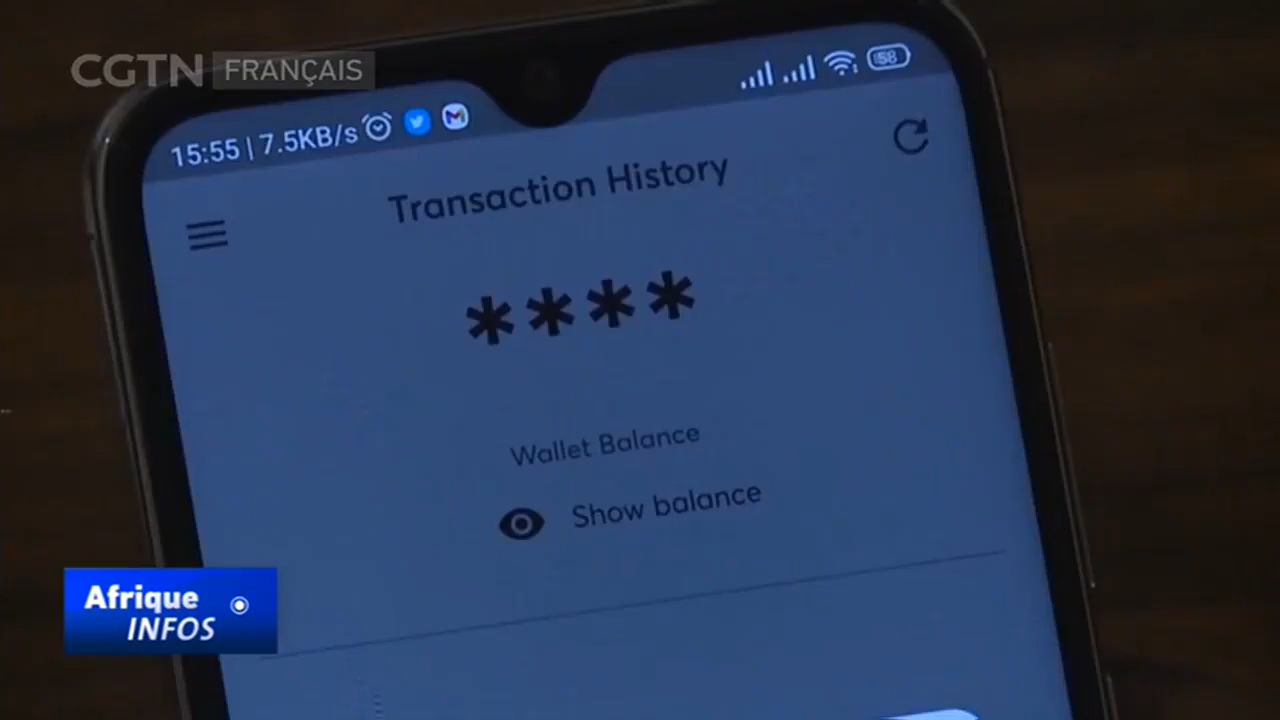 CGTN FRANÇAIS
15:55 | 7.5KB/s
58
Transaction History
****
Wallet Balance
Show balance
Afrique
INFOS